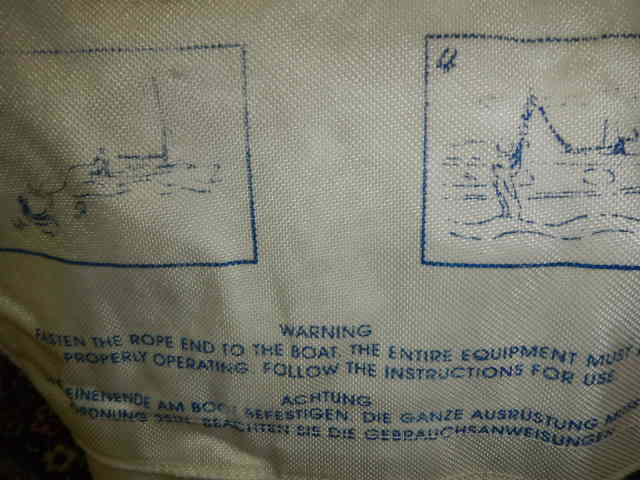 WARNING
FASTEN THE ROPE END TO THE BOAT. THE ENTIRE EQUIPMENT MUST
PROPERLY OPERATING. FOLLOW THE INSTRUCTIONS FOR USE
ACHTUNG
EINENENDE AM BOOT BEFESTIGEN. DIE GANZE AUSRÜSTUNG
ORDNUNG SEIN. BEACHTEN SIS DIE GEBRAUCHSANWEISUNGEN